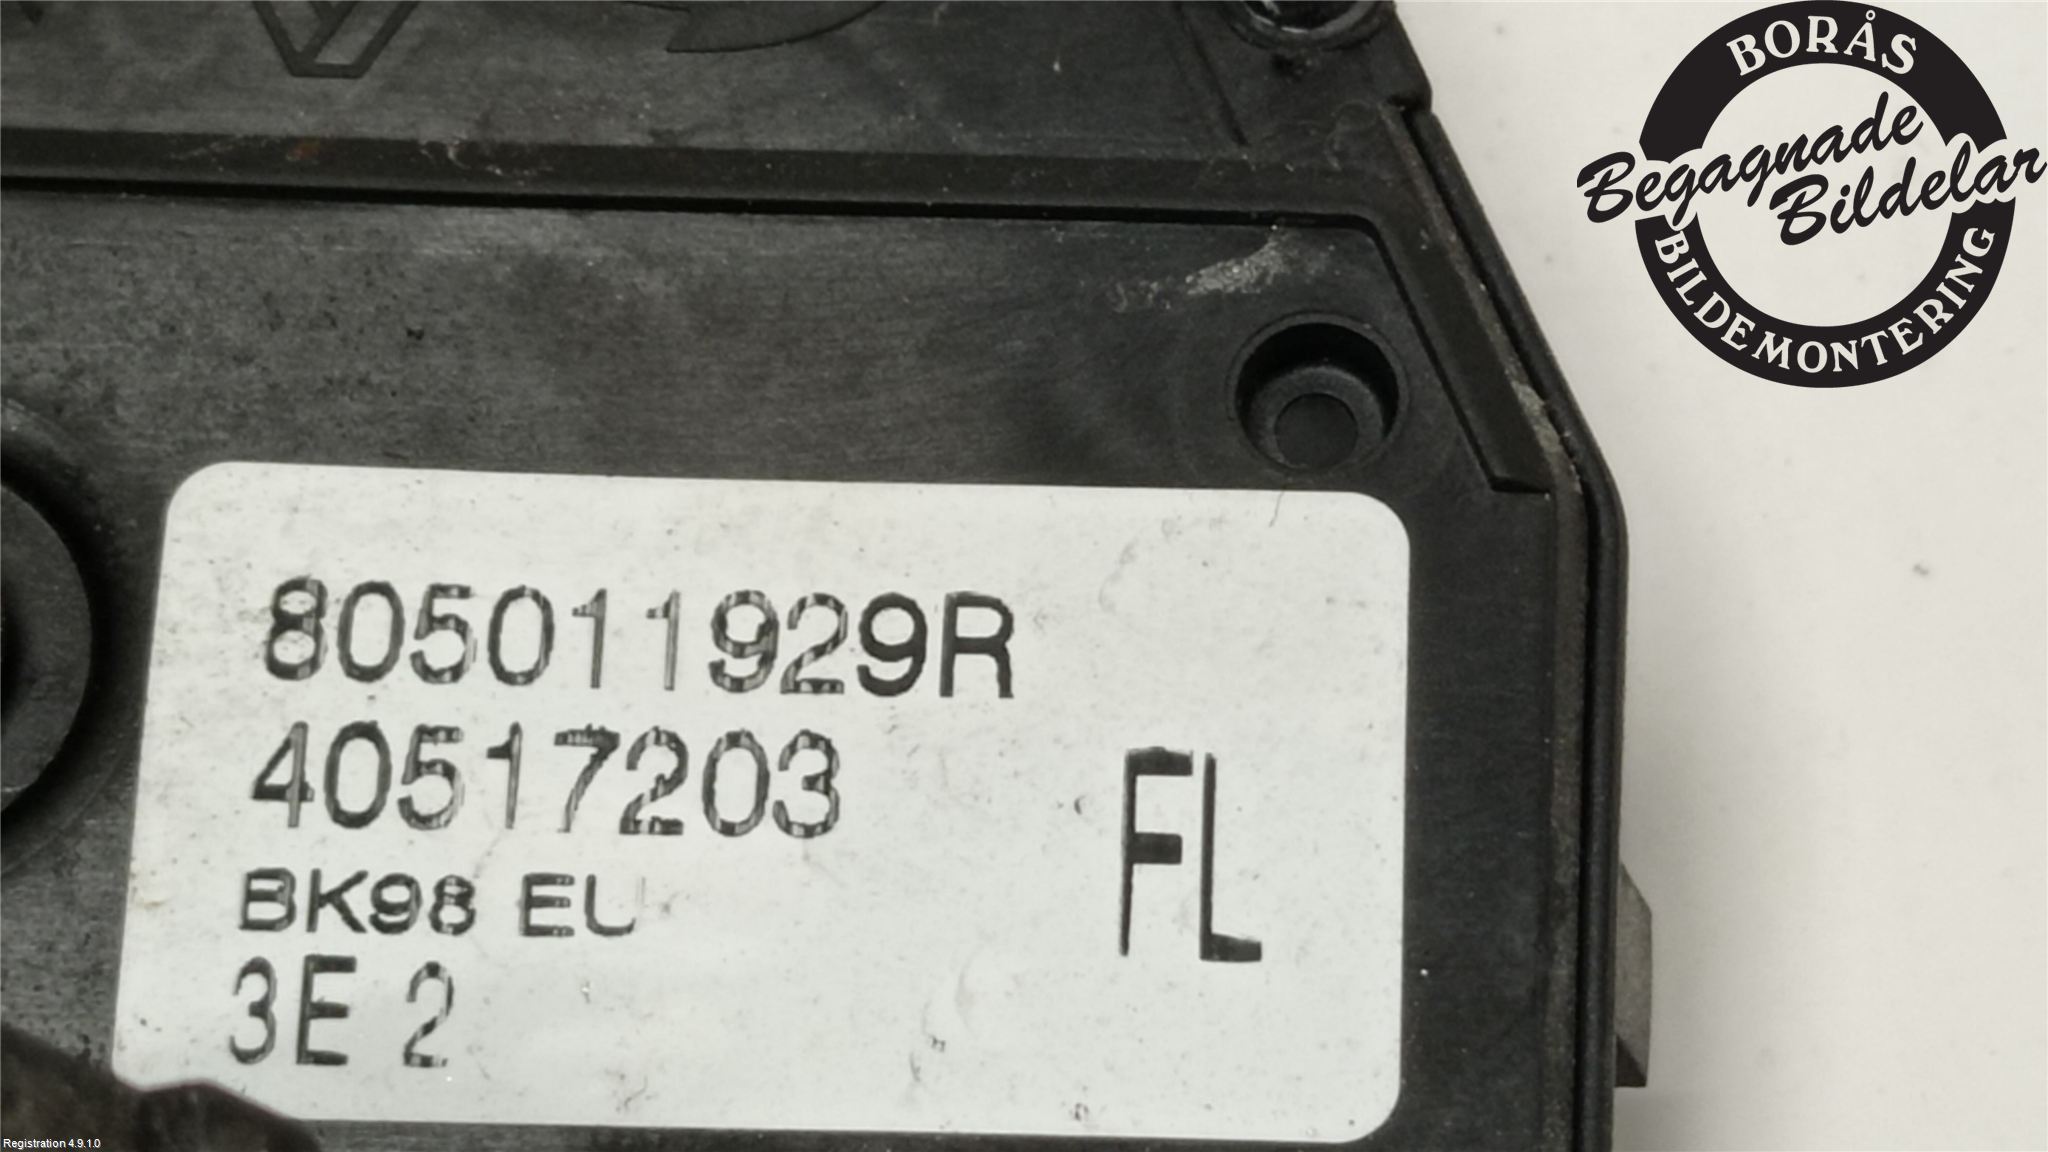 BORÅS
Begagnade
Bildelar
BILDEMONTERING
805011929R
40517203
BK98 EU
3E 2
FL
Registration 4.9.1.0